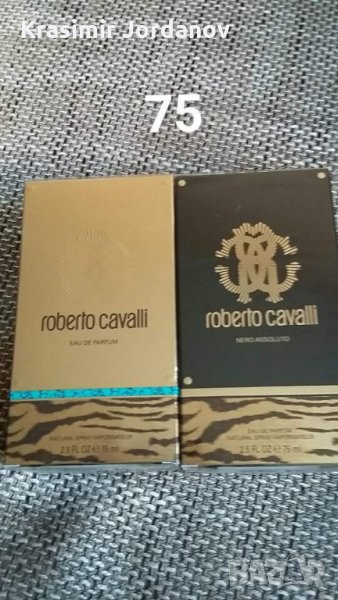 Krasimir Jordanov
75
roberto cavalli
EAU DE PARFUM
NATURAL SPRAY VAPORISATEUR
2.5 FL OZ ℮ 75 ml
roberto cavalli
NERO ASSOLUTO
EAU DE PARFUM
NATURAL SPRAY VAPORISATEUR
2.5 FL OZ ℮ 75 ml
BAZAR